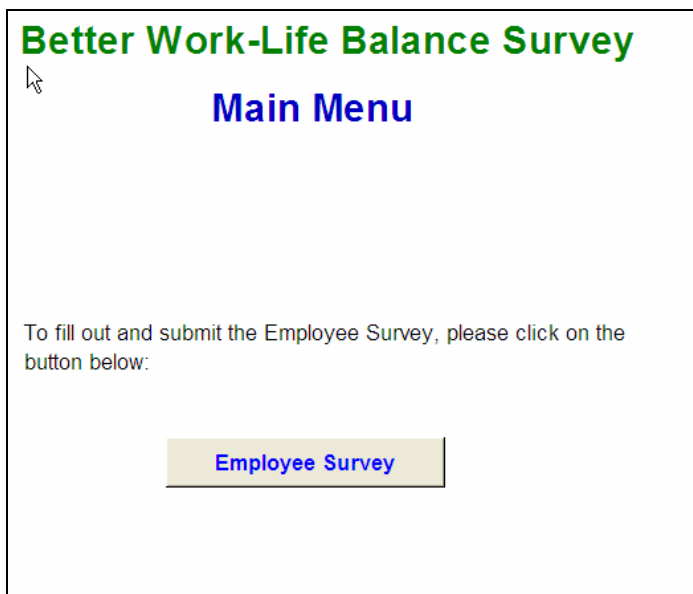 Better Work-Life Balance Survey
Main Menu
To fill out and submit the Employee Survey, please click on the
button below:
Employee Survey